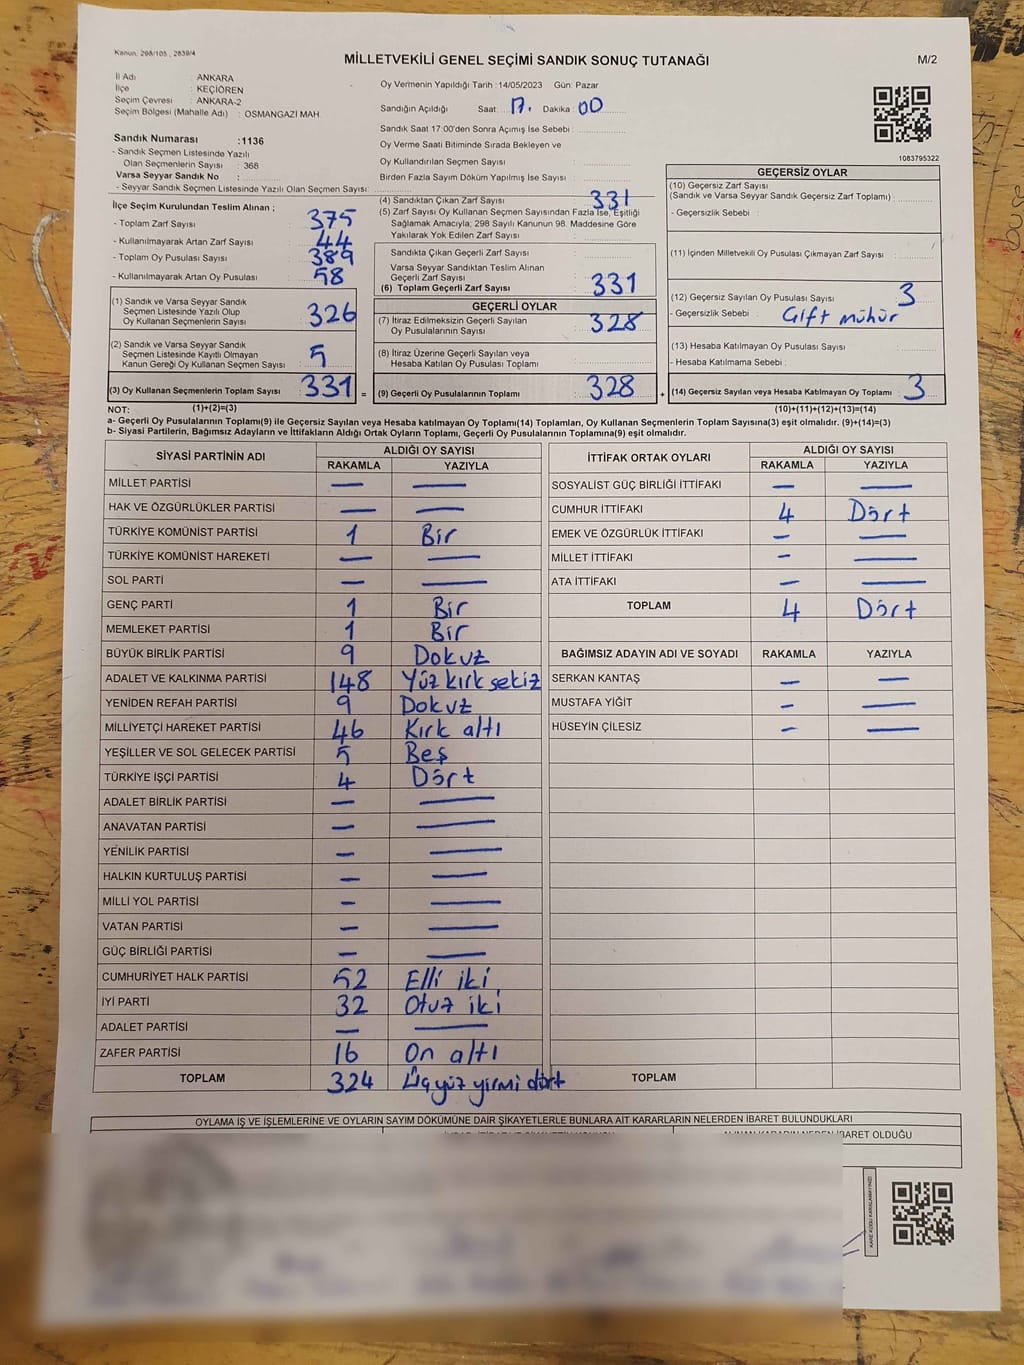 Kanun, 298/105 , 2839/4
MİLLETVEKİLİ GENEL SEÇİMİ SANDIK SONUÇ TUTANAĞI
M/2
İl Adı : ANKARA
İlçe : KEÇİÖREN
Seçim Çevresi : ANKARA-2
Seçim Bölgesi (Mahalle Adı) : OSMANGAZİ MAH.
Oy Vermenin Yapıldığı Tarih :14/05/2023 Gün: Pazar
Sandığın Açıldığı Saat: 17. Dakika: 00
Sandık Saat 17:00'den Sonra Açımış İse Sebebi :
Oy Verme Saati Bitiminde Sırada Bekleyen ve
Oy Kullandırılan Seçmen Sayısı :
Birden Fazla Sayım Döküm Yapılmış İse Sayısı :
1083795322
Sandık Numarası :1136
- Sandık Seçmen Listesinde Yazılı
Olan Seçmenlerin Sayısı : 368
Varsa Seyyar Sandık No :
- Seyyar Sandık Seçmen Listesinde Yazılı Olan Seçmen Sayısı:
İlçe Seçim Kurulundan Teslim Alınan ;
- Toplam Zarf Sayısı : 375
- Kullanılmayarak Artan Zarf Sayısı : 44
- Toplam Oy Pusulası Sayısı : 389
- Kullanılmayarak Artan Oy Pusulası : 58
(1) Sandık ve Varsa Seyyar Sandık
Seçmen Listesinde Yazılı Olup
Oy Kullanan Seçmenlerin Sayısı : 326
(2) Sandık ve Varsa Seyyar Sandık
Seçmen Listesinde Kayıtlı Olmayan
Kanun Gereği Oy Kullanan Seçmen Sayısı : 5
(3) Oy Kullanan Seçmenlerin Toplam Sayısı : 331 =
(1)+(2)=(3)
(4) Sandıktan Çıkan Zarf Sayısı : 331
(5) Zarf Sayısı Oy Kullanan Seçmen Sayısından Fazla İse, Eşitliği
Sağlamak Amacıyla; 298 Sayılı Kanunun 98. Maddesine Göre
Yakılarak Yok Edilen Zarf Sayısı :
Sandıkta Çıkan Geçerli Zarf Sayısı :
Varsa Seyyar Sandıktan Teslim Alınan
Geçerli Zarf Sayısı :
(6) Toplam Geçerli Zarf Sayısı : 331
GEÇERLİ OYLAR
(7) İtiraz Edilmeksizin Geçerli Sayılan
Oy Pusulalarının Sayısı : 328
(8) İtiraz Üzerine Geçerli Sayılan veya
Hesaba Katılan Oy Pusulası Toplamı :
(9) Geçerli Oy Pusulalarının Toplamı : 328 +
GEÇERSİZ OYLAR
(10) Geçersiz Zarf Sayısı
(Sandık ve Varsa Seyyar Sandık Geçersiz Zarf Toplamı) :
- Geçersizlik Sebebi :
(11) İçinden Milletvekili Oy Pusulası Çıkmayan Zarf Sayısı :
(12) Geçersiz Sayılan Oy Pusulası Sayısı : 3
- Geçersizlik Sebebi : Çift mühür
(13) Hesaba Katılmayan Oy Pusulası Sayısı :
- Hesaba Katılmama Sebebi :
(14) Geçersiz Sayılan veya Hesaba Katılmayan Oy Toplamı : 3
(10)+(11)+(12)+(13)=(14)
NOT:
a- Geçerli Oy Pusulasının Toplamı(9) ile Geçersiz Sayılan veya Hesaba katılmayan Oy Toplamı(14) Toplamları, Oy Kullanan Seçmenlerin Toplam Sayısına(3) eşit olmalıdır. (9)+(14)=(3)
b- Siyasi Partilerin, Bağımsız Adayların ve İttifakların Aldığı Ortak Oyların Toplamı, Geçerli Oy Pusulalarının Toplamına(9) eşit olmalıdır.
SİYASİ PARTİNİN ADI ALDIĞI OY SAYISI
RAKAMLA YAZIYLA
MİLLET PARTİSİ — —
HAK VE ÖZGÜRLÜKLER PARTİSİ — —
TÜRKİYE KOMÜNİST PARTİSİ 1 Bir
TÜRKİYE KOMÜNİST HAREKETİ — —
SOL PARTİ — —
GENÇ PARTİ 1 Bir
MEMLEKET PARTİSİ 1 Bir
BÜYÜK BİRLİK PARTİSİ 9 Dokuz
ADALET VE KALKINMA PARTİSİ 148 Yüz kırk sekiz
YENİDEN REFAH PARTİSİ 9 Dokuz
MİLLİYETÇİ HAREKET PARTİSİ 46 Kırk altı
YEŞİLLER VE SOL GELECEK PARTİSİ 5 Beş
TÜRKİYE İŞÇİ PARTİSİ 4 Dört
ADALET BİRLİK PARTİSİ — —
ANAVATAN PARTİSİ — —
YENİLİK PARTİSİ — —
HALKIN KURTULUŞ PARTİSİ — —
MİLLİ YOL PARTİSİ — —
VATAN PARTİSİ — —
GÜÇ BİRLİĞİ PARTİSİ — —
CUMHURİYET HALK PARTİSİ 52 Elli iki
İYİ PARTİ 32 Otuz iki
ADALET PARTİSİ — —
ZAFER PARTİSİ 16 On altı
TOPLAM 324 Üçyüz yirmi dört
İTTİFAK ORTAK OYLARI ALDIĞI OY SAYISI
RAKAMLA YAZIYLA
SOSYALİST GÜÇ BİRLİĞİ İTTİFAKI — —
CUMHUR İTTİFAKI 4 Dört
EMEK VE ÖZGÜRLÜK İTTİFAKI — —
MİLLET İTTİFAKI — —
ATA İTTİFAKI — —
TOPLAM 4 Dört
BAĞIMSIZ ADAYIN ADI VE SOYADI RAKAMLA YAZIYLA
SERKAN KANTAŞ — —
MUSTAFA YİĞİT — —
HÜSEYİN ÇİLESİZ — —
TOPLAM
OYLAMA İŞ VE İŞLEMLERİNE VE OYLARIN SAYIM DÖKÜMÜNE DAİR ŞİKAYETLERLE BUNLARA AİT KARARLARIN NELERDEN İBARET BULUNDUKLARI
ALINAN KARARIN NEDEN İBARET OLDUĞU
KARE KODU KARALAMAYINIZ!